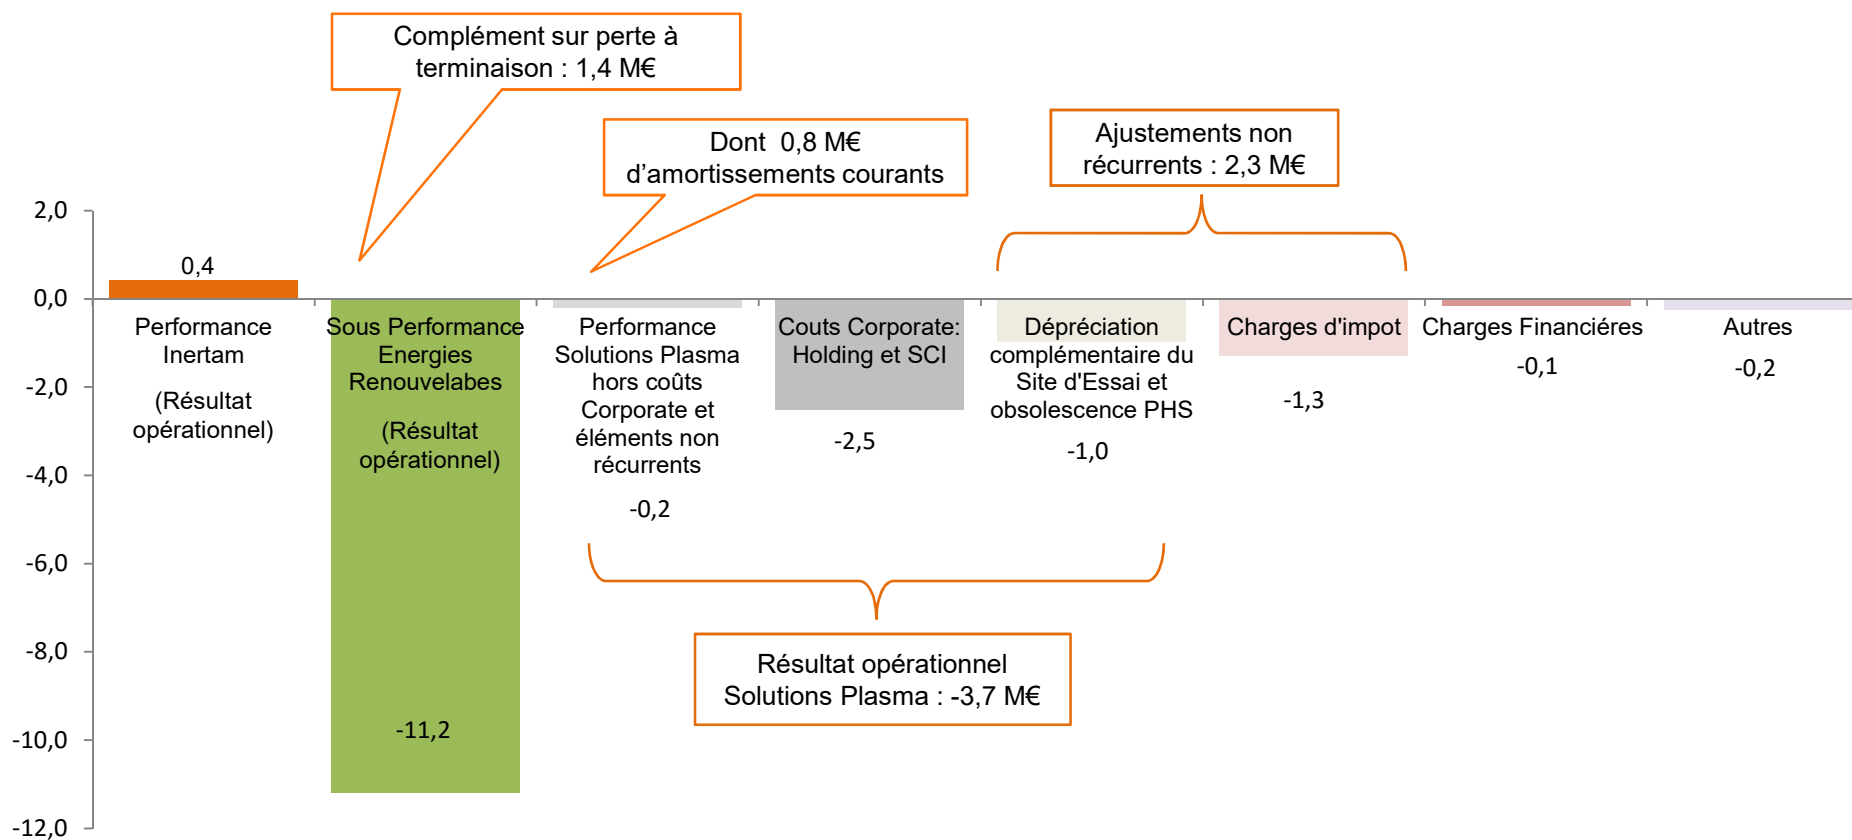 Complément sur perte à
terminaison : 1,4 M€
Dont 0,8 M€
d’amortissements courants
Ajustements non
récurrents : 2,3 M€
2,0
0,0
-2,0
-4,0
-6,0
-8,0
-10,0
-12,0
0,4
Performance
Inertam
(Résultat
opérationnel)
Sous Performance
Energies
Renouvelabes
(Résultat
opérationnel)
-11,2
Performance
Solutions Plasma
hors coûts
Corporate et
éléments non
récurrents
-0,2
Couts Corporate:
Holding et SCI
-2,5
Dépréciation
complémentaire du
Site d'Essai et
obsolescence PHS
-1,0
Charges d'impot
-1,3
Charges Financiéres
-0,1
Autres
-0,2
Résultat opérationnel
Solutions Plasma : -3,7 M€